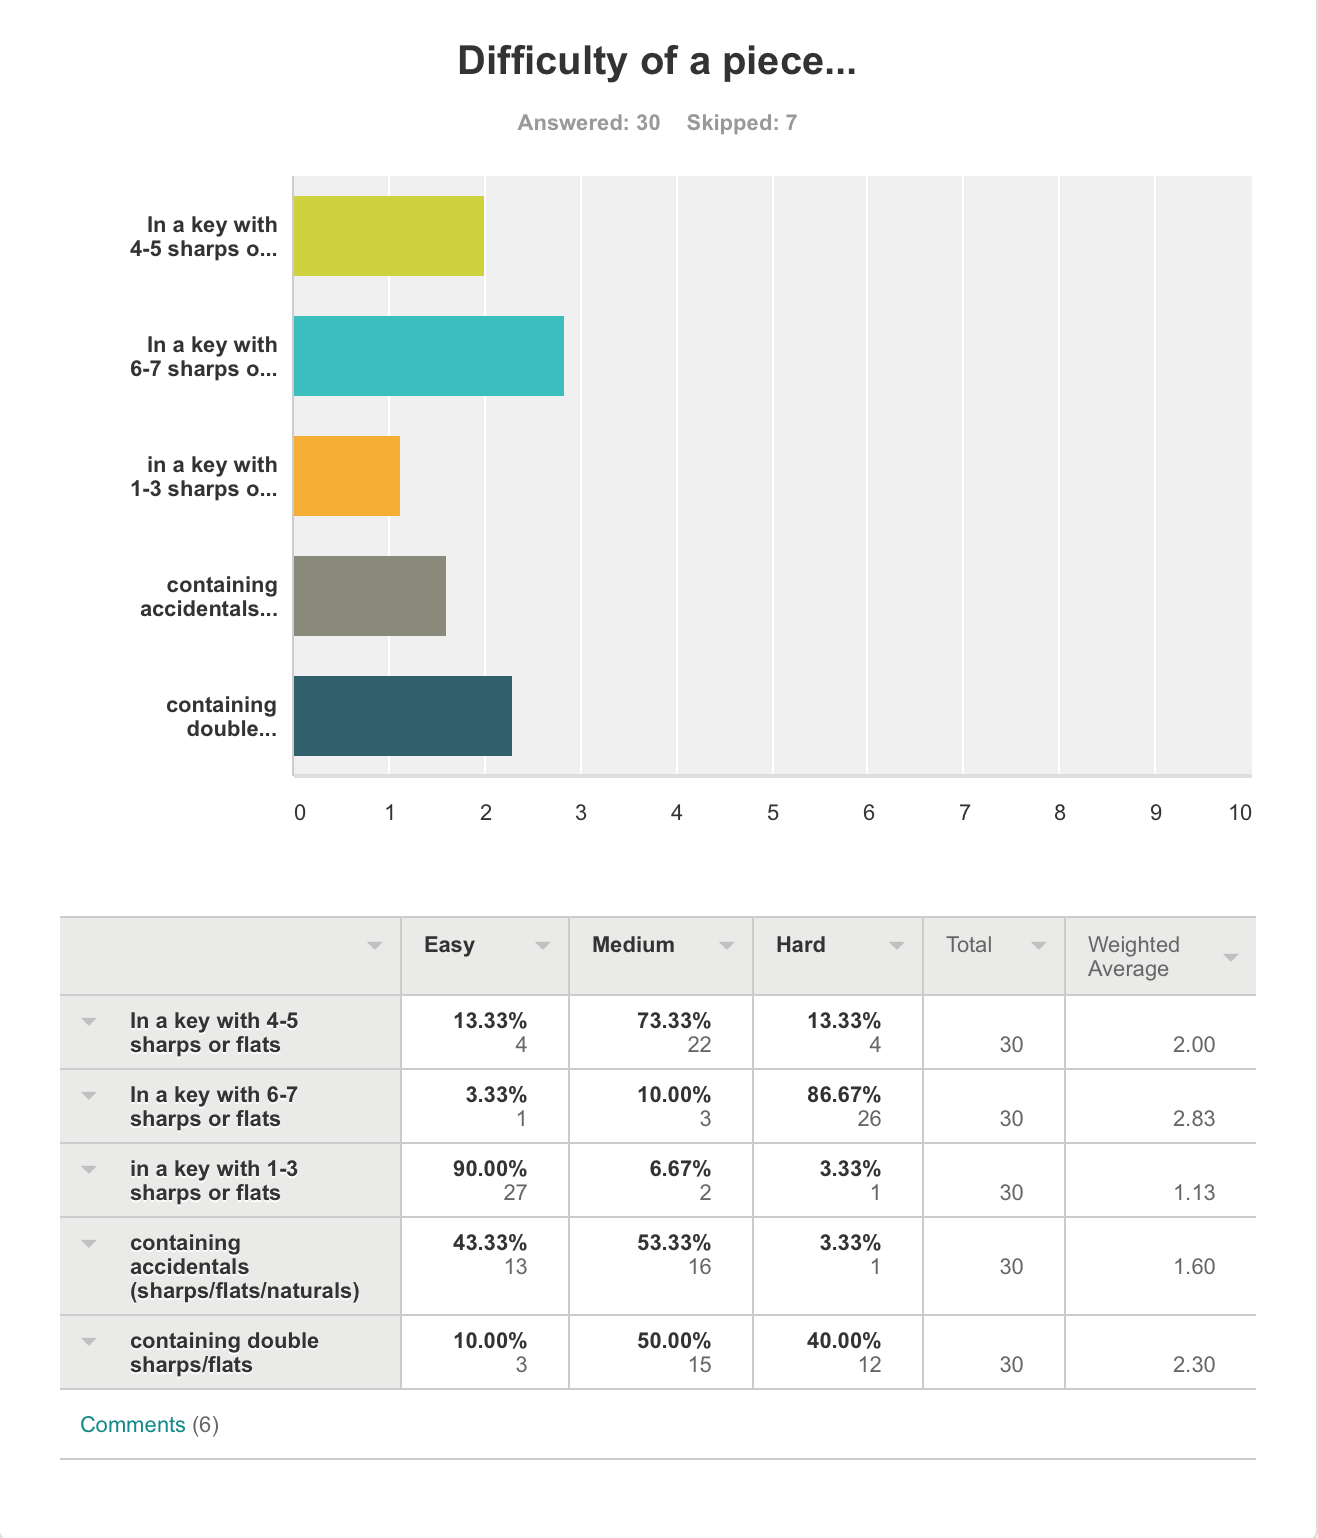 Difficulty of a piece...
Answered: 30 Skipped: 7
In a key with
4-5 sharps o...
In a key with
6-7 sharps o...
in a key with
1-3 sharps o...
containing
accidentals...
containing
double...
0 1 2 3 4 5 6 7 8 9 10
Easy Medium Hard Total Weighted
Average
In a key with 4-5 13.33% 73.33% 13.33%
sharps or flats 4 22 4 30 2.00
In a key with 6-7 3.33% 10.00% 86.67%
sharps or flats 1 3 26 30 2.83
in a key with 1-3 90.00% 6.67% 3.33%
sharps or flats 27 2 1 30 1.13
containing 43.33% 53.33% 3.33%
accidentals 13 16 1 30 1.60
(sharps/flats/naturals)
containing double 10.00% 50.00% 40.00%
sharps/flats 3 15 12 30 2.30
Comments (6)